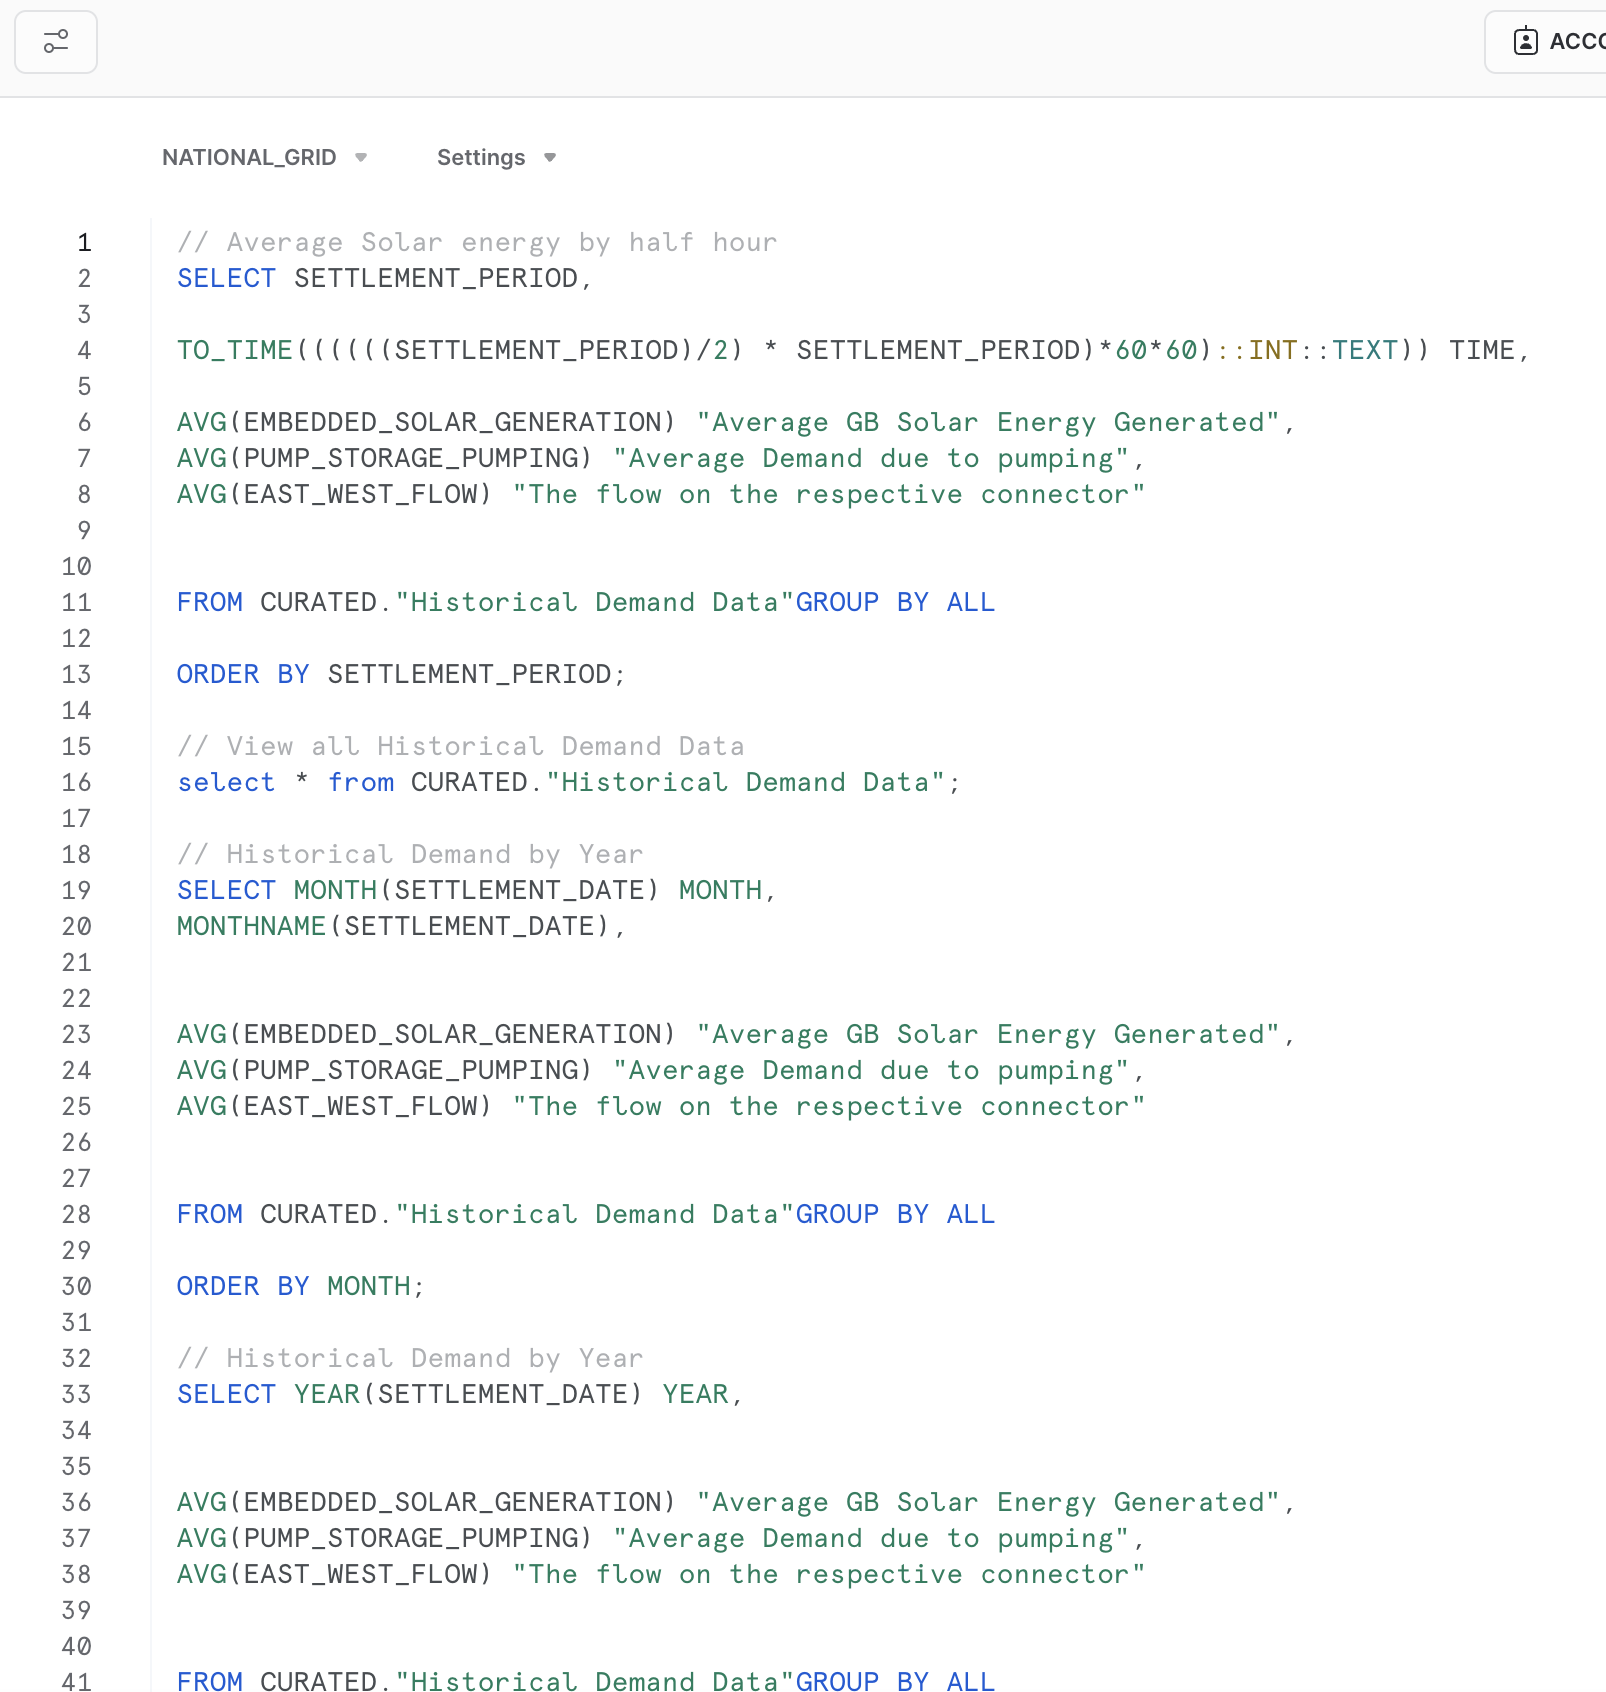 ACCO
NATIONAL_GRID Settings
1 // Average Solar energy by half hour
2 SELECT SETTLEMENT_PERIOD,
3
4 TO_TIME((((((SETTLEMENT_PERIOD)/2) * SETTLEMENT_PERIOD)*60*60)::INT::TEXT)) TIME,
5
6 AVG(EMBEDDED_SOLAR_GENERATION) "Average GB Solar Energy Generated",
7 AVG(PUMP_STORAGE_PUMPING) "Average Demand due to pumping",
8 AVG(EAST_WEST_FLOW) "The flow on the respective connector"
9
10
11 FROM CURATED."Historical Demand Data"GROUP BY ALL
12
13 ORDER BY SETTLEMENT_PERIOD;
14
15 // View all Historical Demand Data
16 select * from CURATED."Historical Demand Data";
17
18 // Historical Demand by Year
19 SELECT MONTH(SETTLEMENT_DATE) MONTH,
20 MONTHNAME(SETTLEMENT_DATE),
21
22
23 AVG(EMBEDDED_SOLAR_GENERATION) "Average GB Solar Energy Generated",
24 AVG(PUMP_STORAGE_PUMPING) "Average Demand due to pumping",
25 AVG(EAST_WEST_FLOW) "The flow on the respective connector"
26
27
28 FROM CURATED."Historical Demand Data"GROUP BY ALL
29
30 ORDER BY MONTH;
31
32 // Historical Demand by Year
33 SELECT YEAR(SETTLEMENT_DATE) YEAR,
34
35
36 AVG(EMBEDDED_SOLAR_GENERATION) "Average GB Solar Energy Generated",
37 AVG(PUMP_STORAGE_PUMPING) "Average Demand due to pumping",
38 AVG(EAST_WEST_FLOW) "The flow on the respective connector"
39
40
41 FROM CURATED."Historical Demand Data"GROUP BY ALL